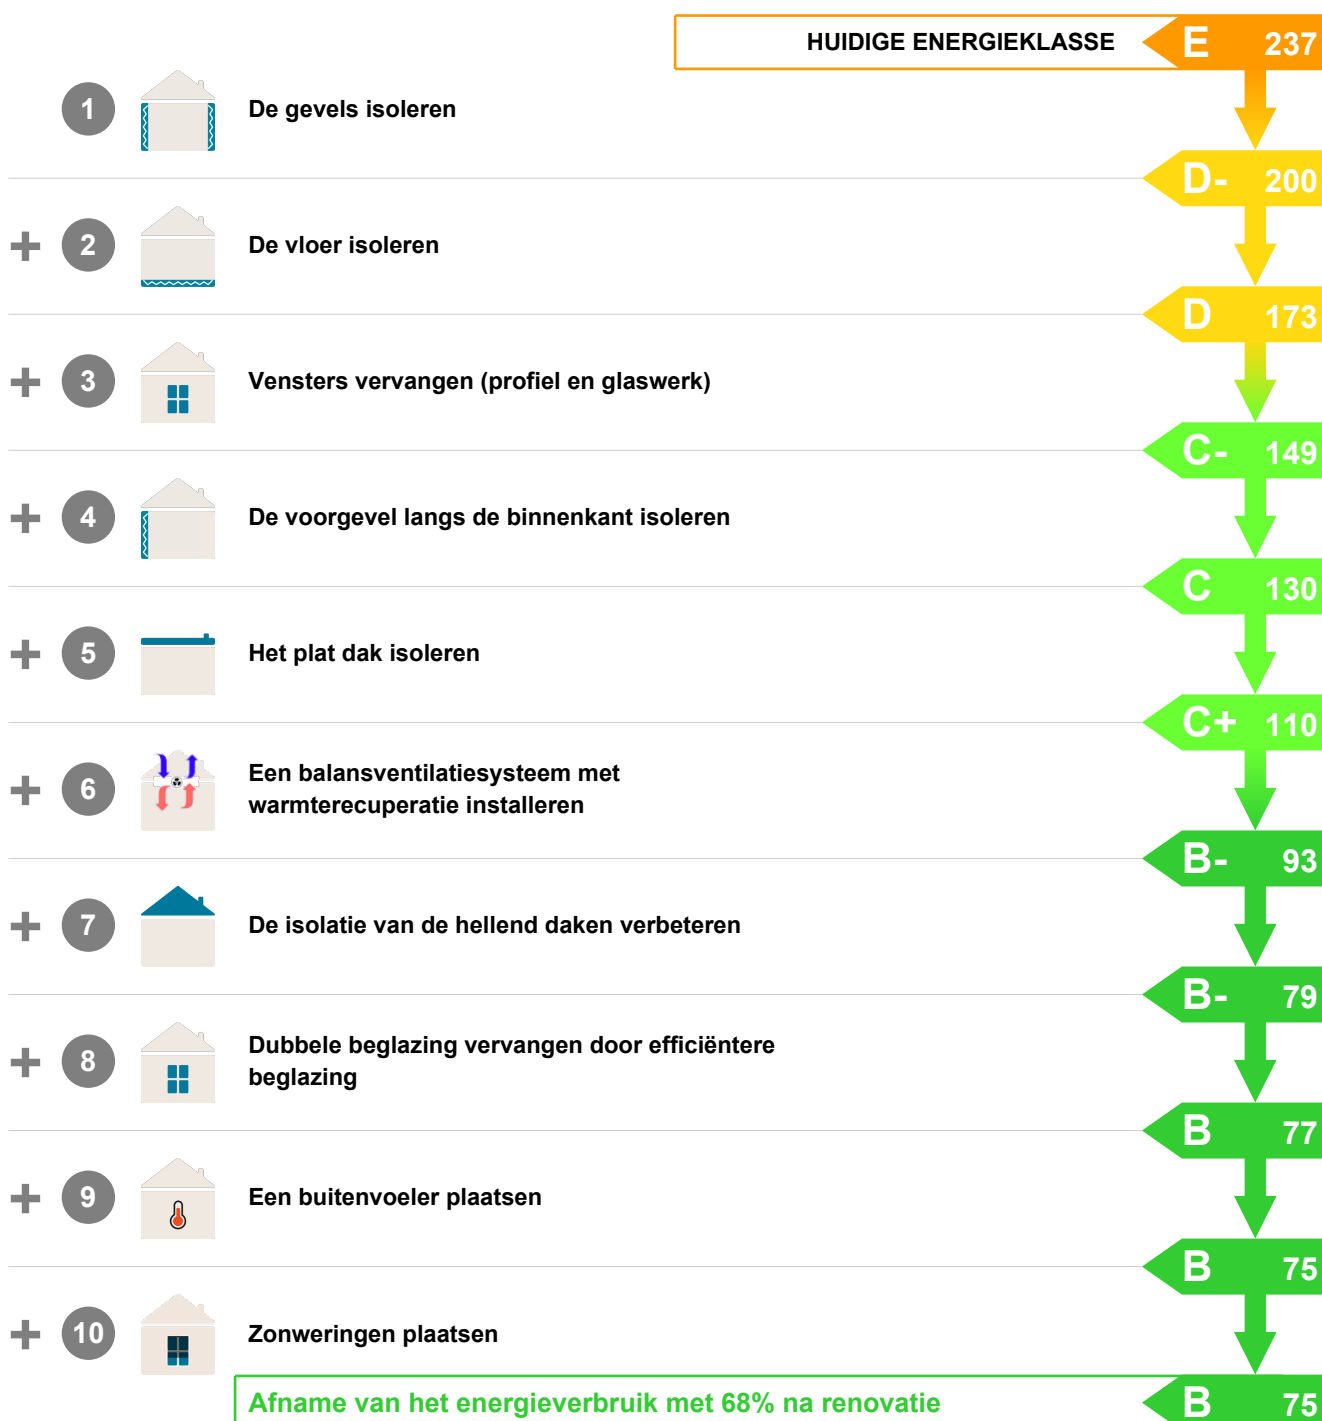 HUIDIGE ENERGIEKLASSE E 237
1 De gevels isoleren
D- 200
+ 2 De vloer isoleren
D 173
+ 3 Vensters vervangen (profiel en glaswerk)
C- 149
+ 4 De voorgevel langs de binnenkant isoleren
C 130
+ 5 Het plat dak isoleren
C+ 110
+ 6 Een balansventilatiesysteem met
warmterecuperatie installeren
B- 93
+ 7 De isolatie van de hellend daken verbeteren
B- 79
+ 8 Dubbele beglazing vervangen door efficiëntere
beglazing
B 77
+ 9 Een buitenvoeler plaatsen
B 75
+ 10 Zonweringen plaatsen
Afname van het energieverbruik met 68% na renovatie B 75